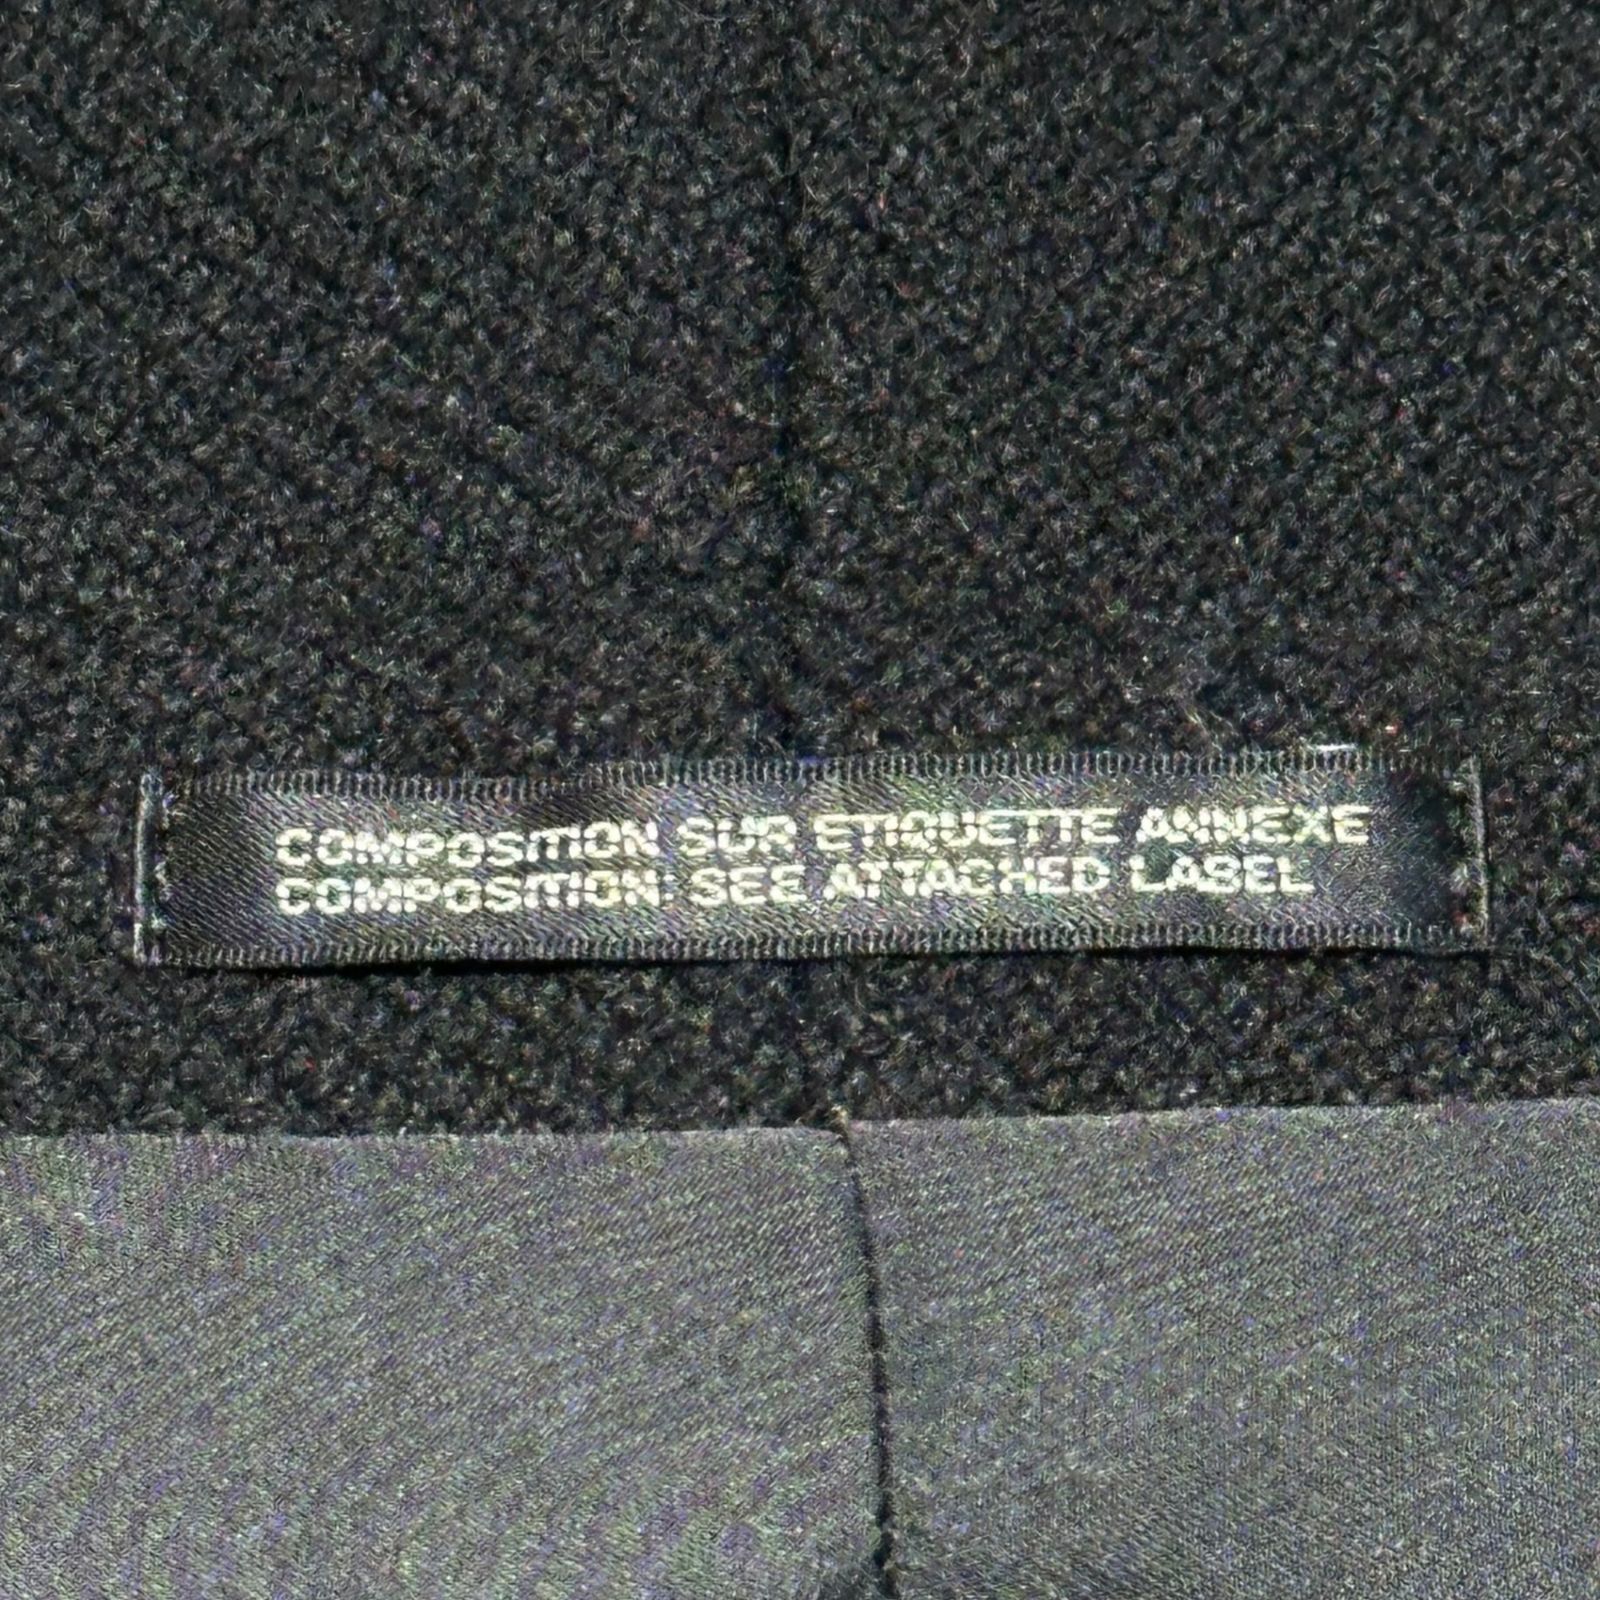 COMPOSITION SUR ETIQUETTE ANNEXE
COMPOSITION: SEE ATTACHED LABEL